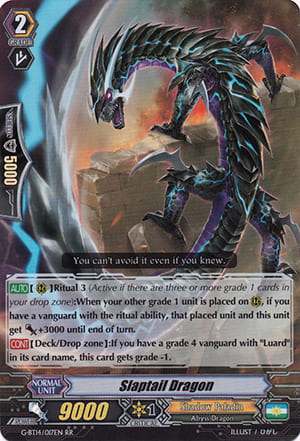 2
GRADE
SHIELD
5000
You can't avoid it even if you knew.
AUTO [ ]Ritual 3 (Active if there are three or more grade 1 cards in
your drop zone):When your other grade 1 unit is placed on , if
you have a vanguard with the ritual ability, that placed unit and this unit
get +3000 until end of turn.
CONT [Deck/Drop zone]:If you have a grade 4 vanguard with "Luard"
in its card name, this card gets grade -1.
NORMAL
UNIT
Slaptail Dragon
POWER
9000
1
CRITICAL
Shadow Paladin
Abyss Dragon
G-BT14/017EN RR